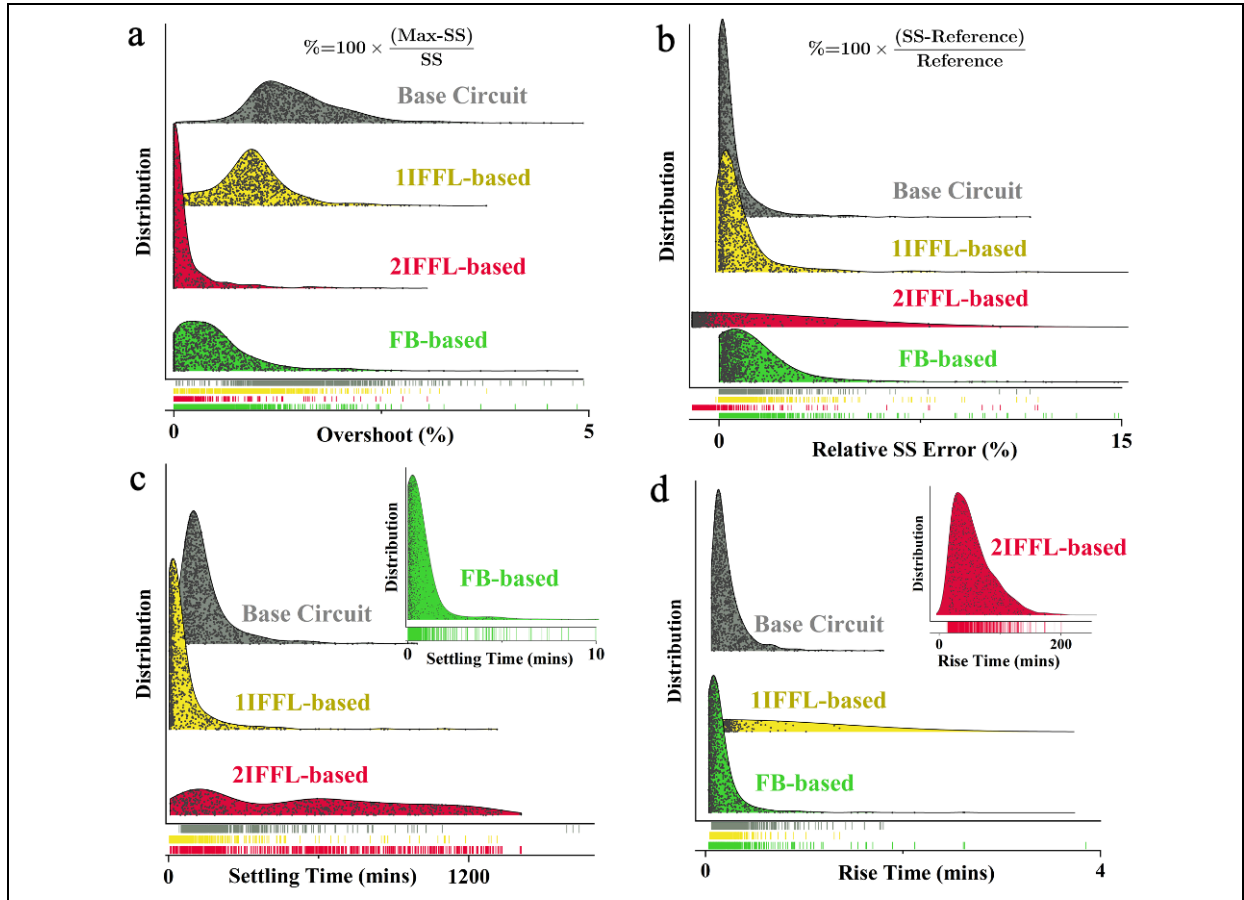 a
%=100 × (Max-SS)/SS
Base Circuit
1IFFL-based
2IFFL-based
FB-based
Distribution
0 5
Overshoot (%)
b
%=100 × (SS-Reference)/Reference
Base Circuit
1IFFL-based
2IFFL-based
FB-based
Distribution
0 15
Relative SS Error (%)
c
Base Circuit
1IFFL-based
2IFFL-based
Distribution
0 1200
Settling Time (mins)
FB-based
Distribution
0 10
Settling Time (mins)
d
Base Circuit
1IFFL-based
FB-based
Distribution
0 4
Rise Time (mins)
2IFFL-based
Distribution
0 200
Rise Time (mins)